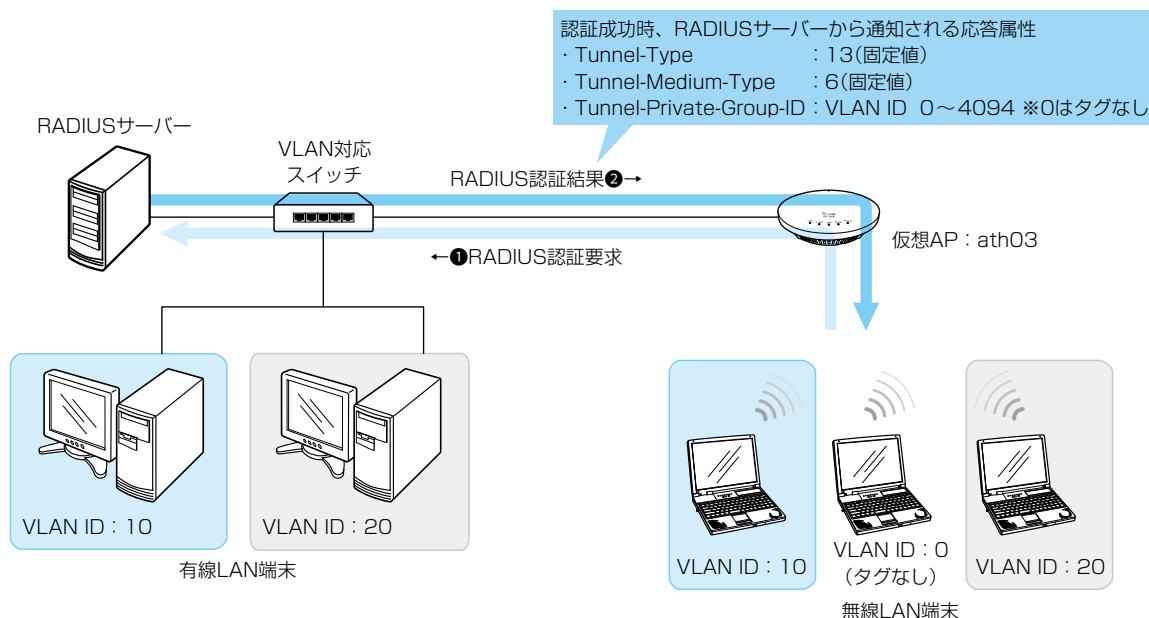 認証成功時、RADIUSサーバーから通知される応答属性
・Tunnel-Type ：13(固定値)
・Tunnel-Medium-Type ：6(固定値)
・Tunnel-Private-Group-ID：VLAN ID 0～4094 ※0はタグなし
RADIUSサーバー
VLAN対応
スイッチ
RADIUS認証結果❷→
仮想AP：ath03
←❶RADIUS認証要求
VLAN ID：10
VLAN ID：20
有線LAN端末
VLAN ID：10
VLAN ID：0
（タグなし）
VLAN ID：20
無線LAN端末